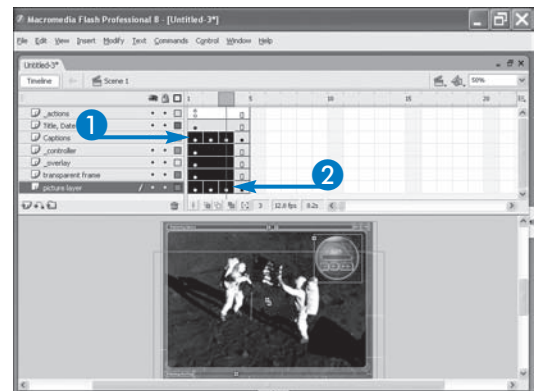 Macromedia Flash Professional 8 - [Untitled-3*]
File Edit View Insert Modify Text Commands Control Window Help
Untitled-3*
Timeline Scene 1 50%
1 5 10 15 20
_actions
Title, Date
1
Captions
_controller
_overlay
transparent frame
2
picture layer
3 12.0 fps 0.2s